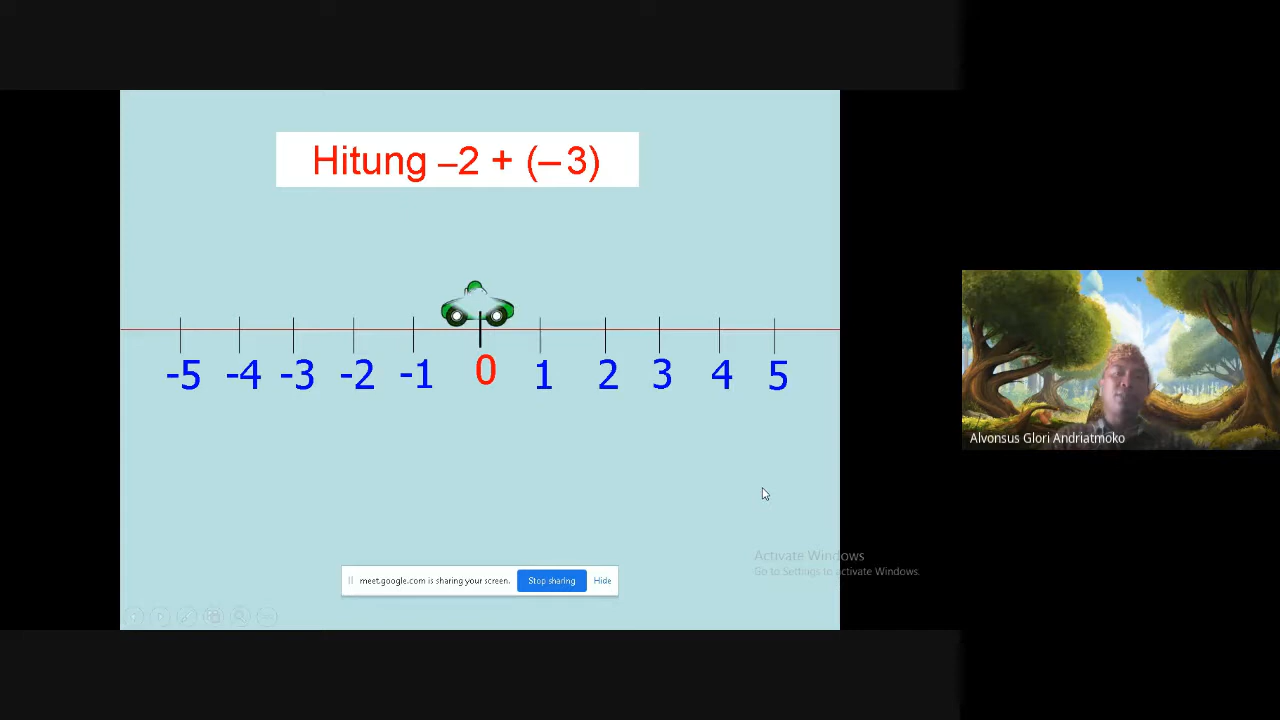 Hitung –2 + (– 3)
-5 -4 -3 -2 -1 0 1 2 3 4 5
Alvonsus Glori Andriatmoko
Activate Windows
Go to Settings to activate Windows.
meet.google.com is sharing your screen. Stop sharing Hide